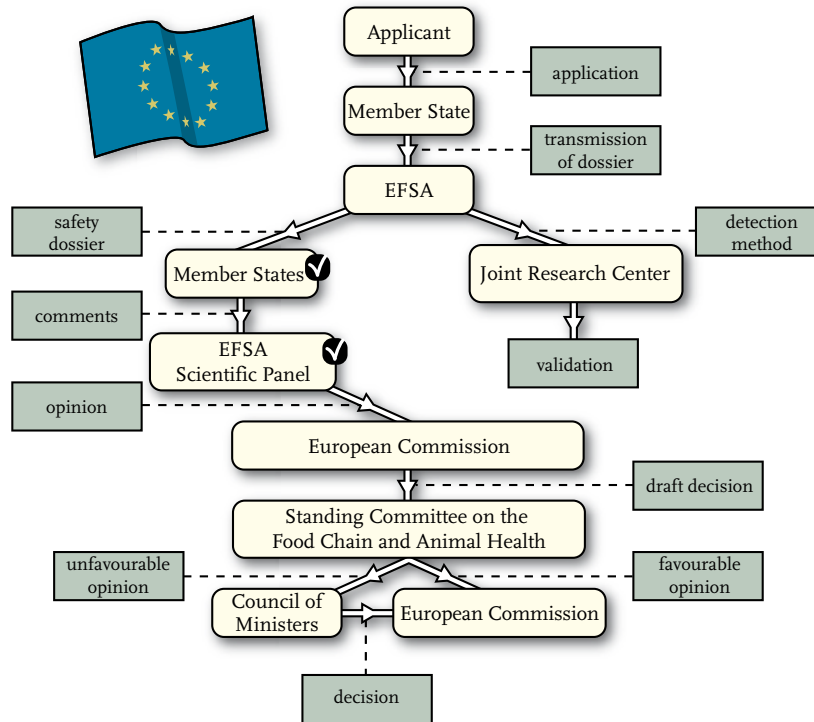 Applicant
application
Member State
transmission
of dossier
EFSA
safety
dossier
detection
method
Member States
Joint Research Center
comments
EFSA
Scientific Panel
validation
opinion
European Commission
draft decision
Standing Committee on the
Food Chain and Animal Health
unfavourable
opinion
favourable
opinion
Council of
Ministers
European Commission
decision